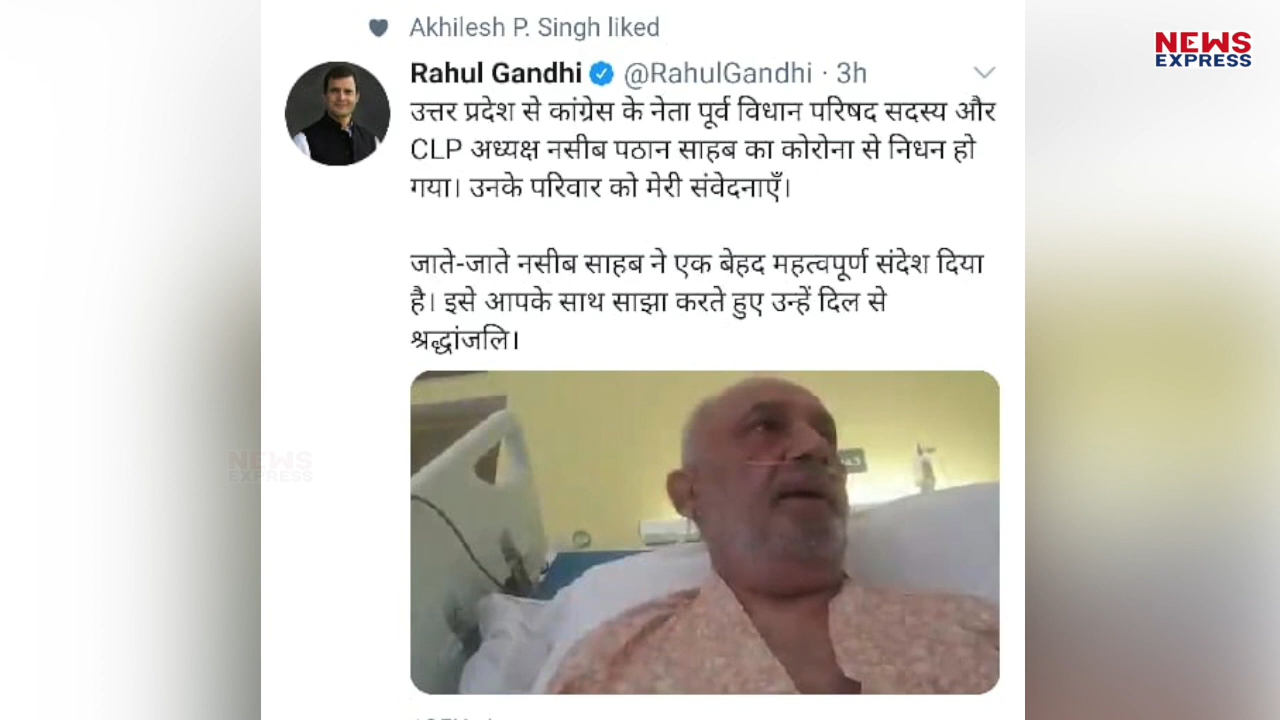 Akhilesh P. Singh liked
NEWS
EXPRESS
Rahul Gandhi @RahulGandhi · 3h
उत्तर प्रदेश से कांग्रेस के नेता पूर्व विधान परिषद सदस्य और
CLP अध्यक्ष नसीब पठान साहब का कोरोना से निधन हो
गया। उनके परिवार को मेरी संवेदनाएँ।
जाते-जाते नसीब साहब ने एक बेहद महत्वपूर्ण संदेश दिया
है। इसे आपके साथ साझा करते हुए उन्हें दिल से
श्रद्धांजलि।
NEWS
EXPRESS